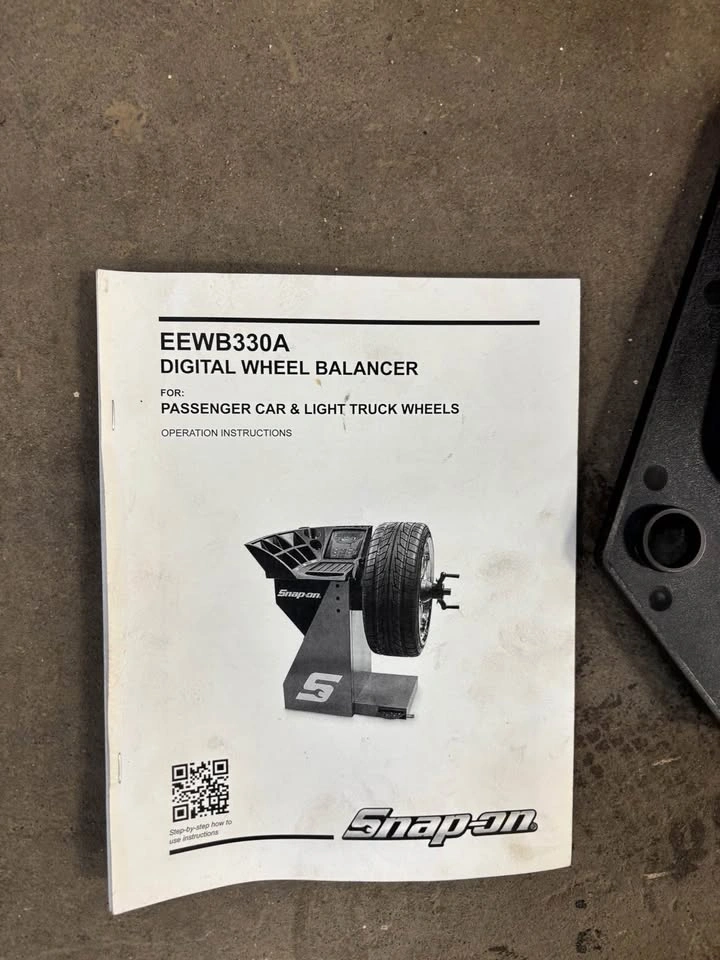 EEWB330A
DIGITAL WHEEL BALANCER
FOR:
PASSENGER CAR & LIGHT TRUCK WHEELS
OPERATION INSTRUCTIONS
Snap-on
S
Step-by-step how to
use instructions
Snap-on®